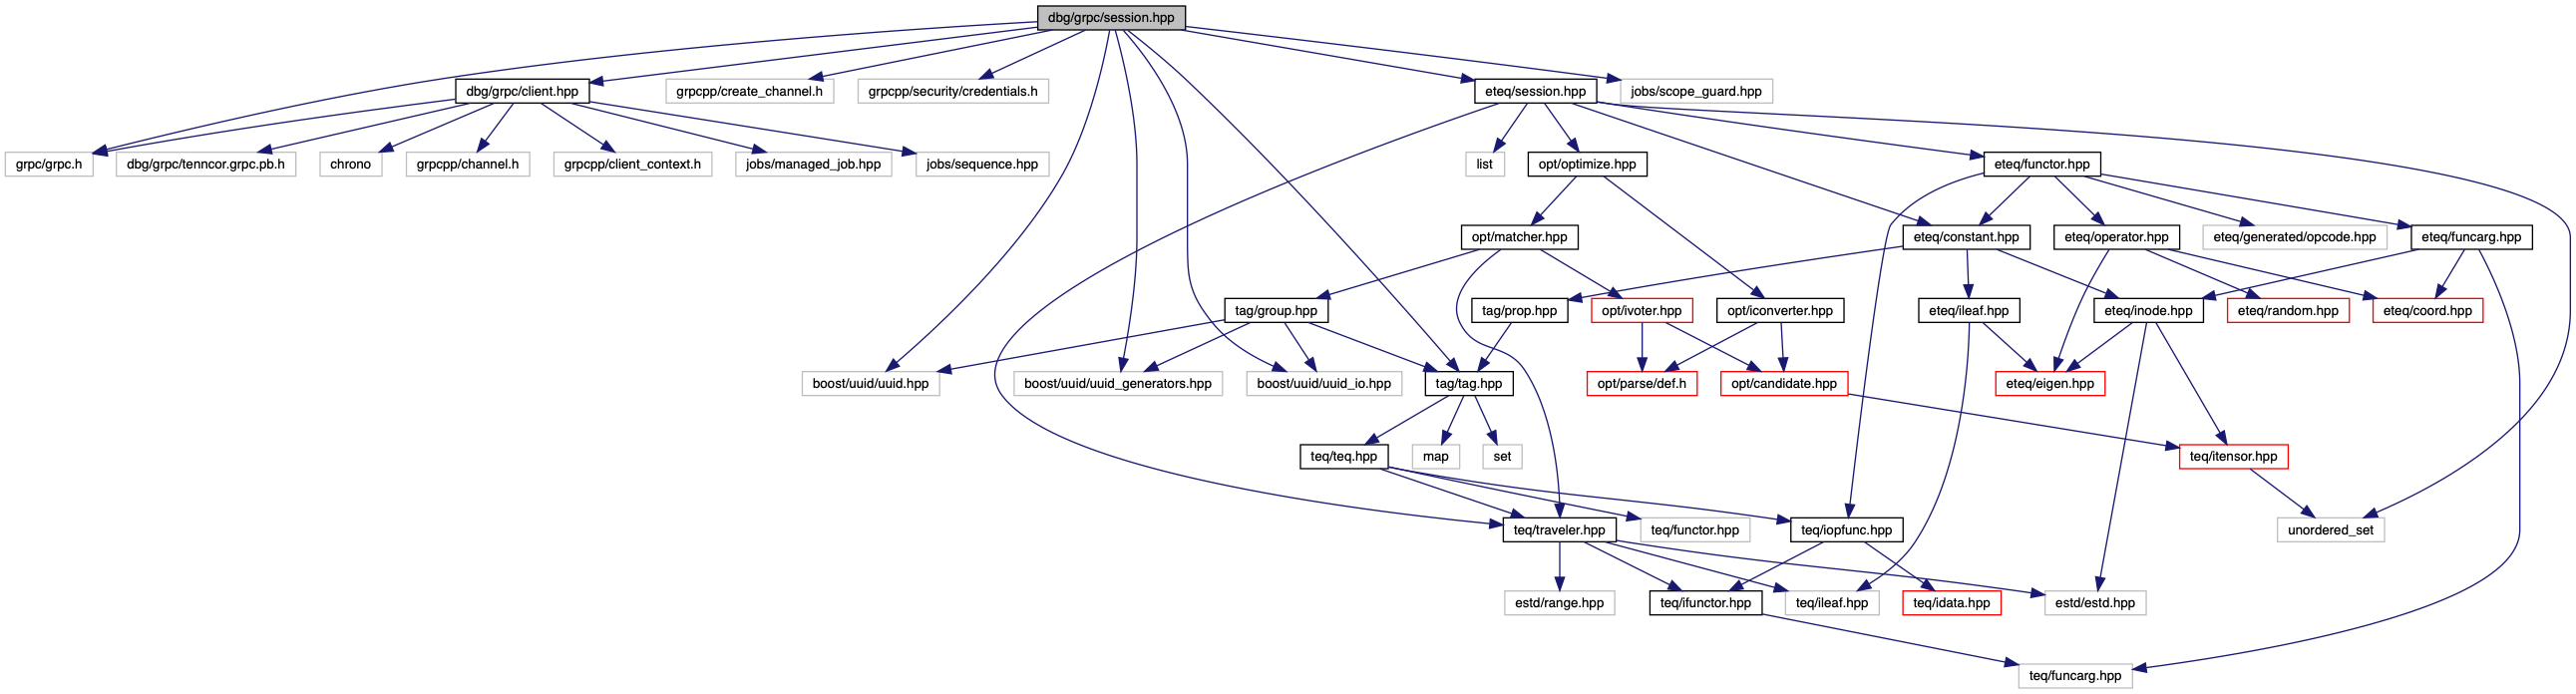 dbg/grpc/session.hpp
dbg/grpc/client.hpp
grpcpp/create_channel.h
grpcpp/security/credentials.h
eteq/session.hpp
jobs/scope_guard.hpp
grpc/grpc.h
dbg/grpc/tenncor.grpc.pb.h
chrono
grpcpp/channel.h
grpcpp/client_context.h
jobs/managed_job.hpp
jobs/sequence.hpp
list
opt/optimize.hpp
eteq/functor.hpp
opt/matcher.hpp
eteq/constant.hpp
eteq/operator.hpp
eteq/generated/opcode.hpp
eteq/funcarg.hpp
tag/group.hpp
tag/prop.hpp
opt/ivoter.hpp
opt/iconverter.hpp
eteq/ileaf.hpp
eteq/inode.hpp
eteq/random.hpp
eteq/coord.hpp
boost/uuid/uuid.hpp
boost/uuid/uuid_generators.hpp
boost/uuid/uuid_io.hpp
tag/tag.hpp
opt/parse/def.h
opt/candidate.hpp
eteq/eigen.hpp
teq/teq.hpp
map
set
teq/itensor.hpp
teq/traveler.hpp
teq/functor.hpp
teq/iopfunc.hpp
unordered_set
estd/range.hpp
teq/ifunctor.hpp
teq/ileaf.hpp
teq/idata.hpp
estd/estd.hpp
teq/funcarg.hpp